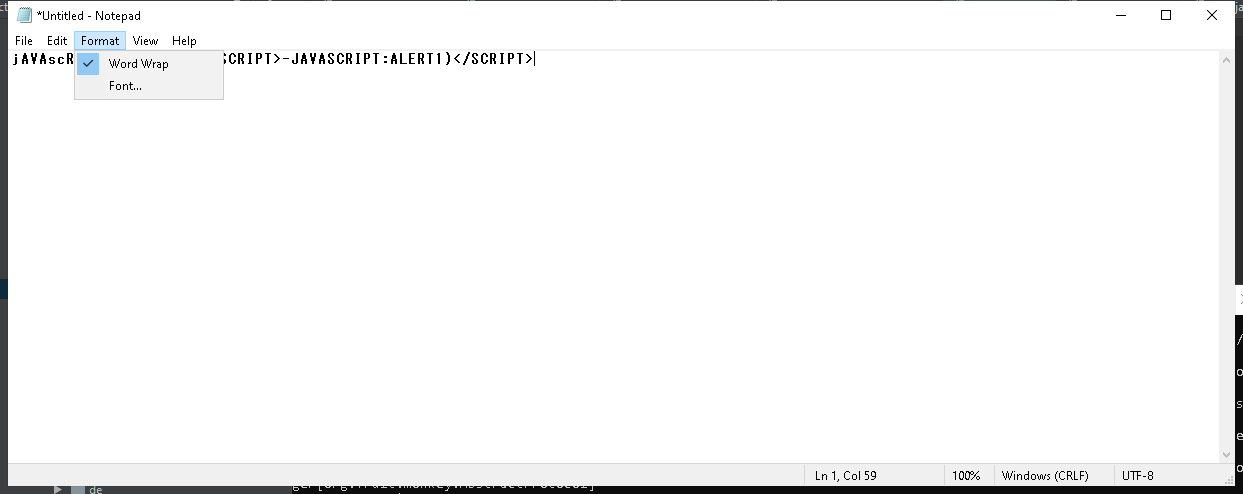 *Untitled - Notepad
File Edit Format View Help
jAVAscR
SCRIPT>-JAVASCRIPT:ALERT1)</SCRIPT>
Word Wrap
Font...
Ln 1, Col 59 100% Windows (CRLF) UTF-8
de